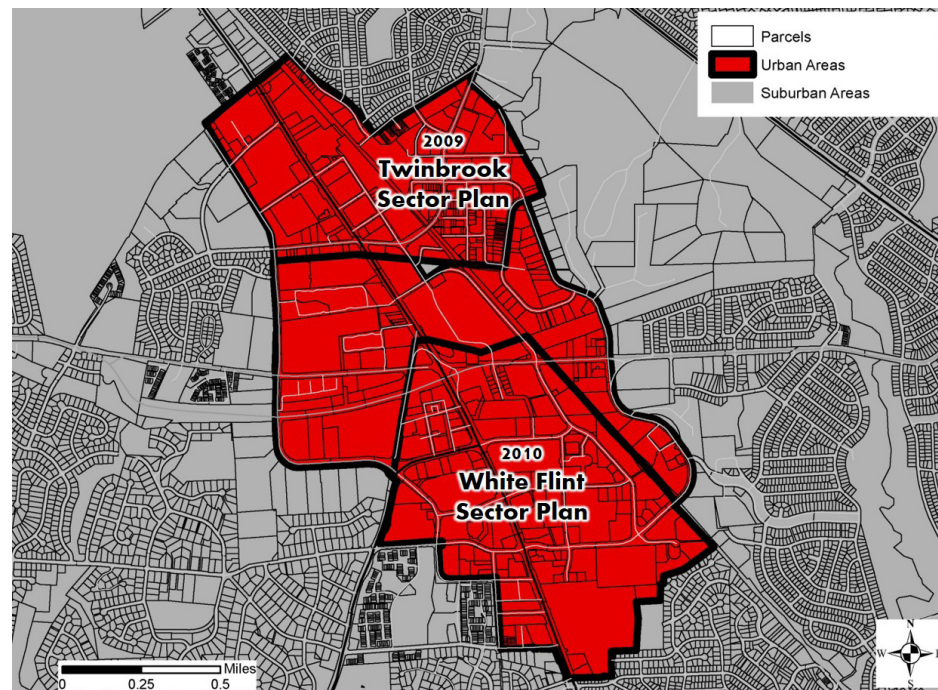 Parcels
Urban Areas
Suburban Areas
2009
Twinbrook
Sector Plan
2010
White Flint
Sector Plan
Miles
0 0.25 0.5
N
W E
S